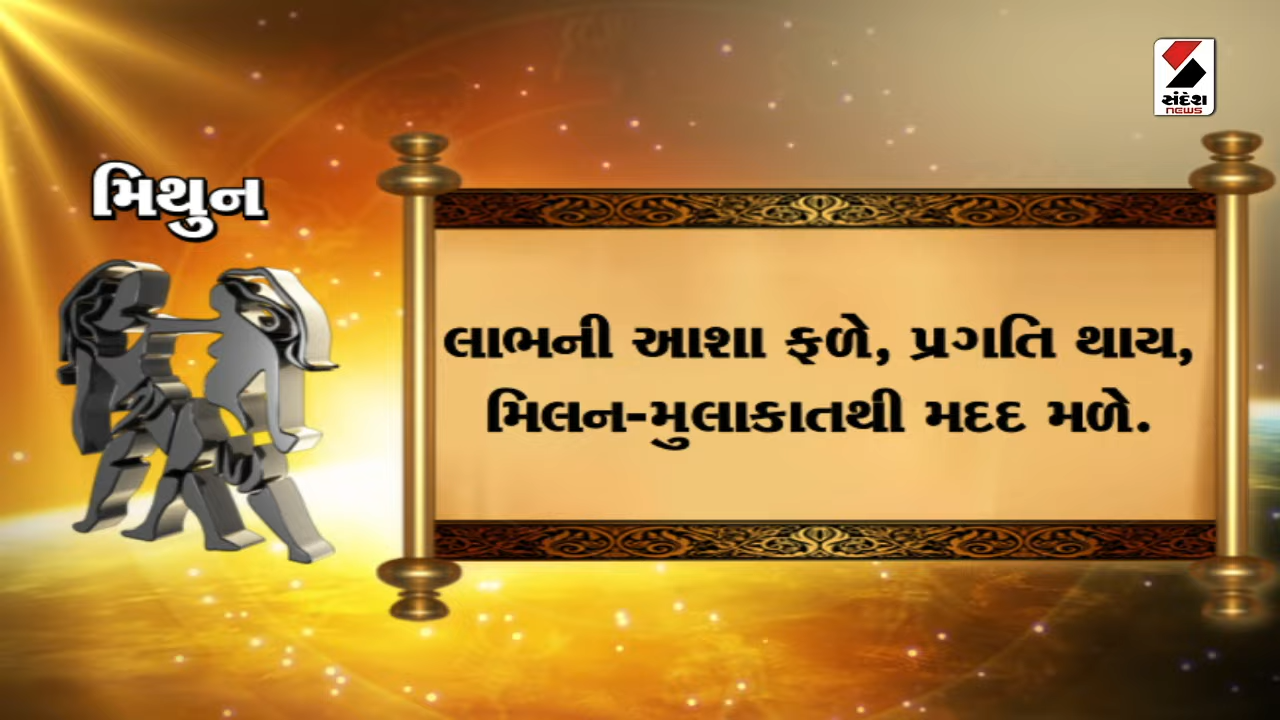 સંદેશ
NEWS
મિથુન
લાભની આશા ફળે, પ્રગતિ થાય,
મિલન-મુલાકાતથી મદદ મળે.